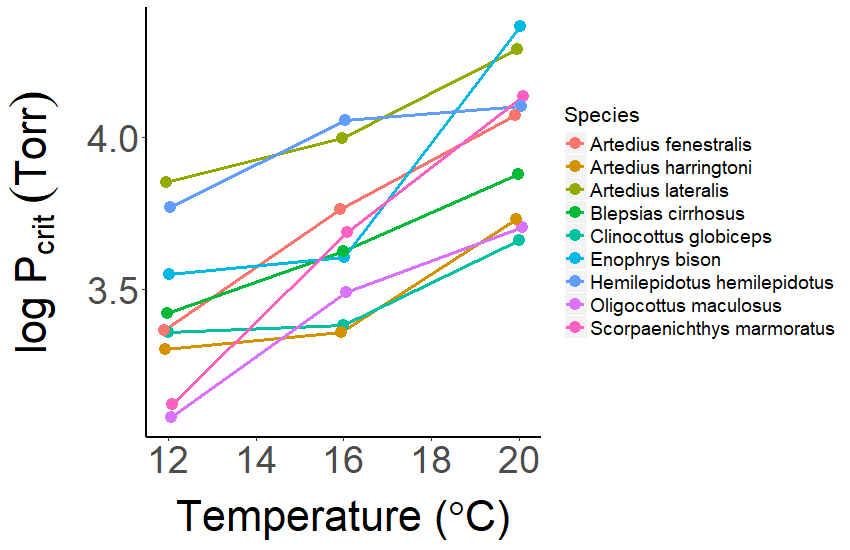 log Pcrit (Torr)
4.0
3.5
12 14 16 18 20
Temperature (°C)
Species
Artedius fenestralis
Artedius harringtoni
Artedius lateralis
Blepsias cirrhosus
Clinocottus globiceps
Enophrys bison
Hemilepidotus hemilepidotus
Oligocottus maculosus
Scorpaenichthys marmoratus